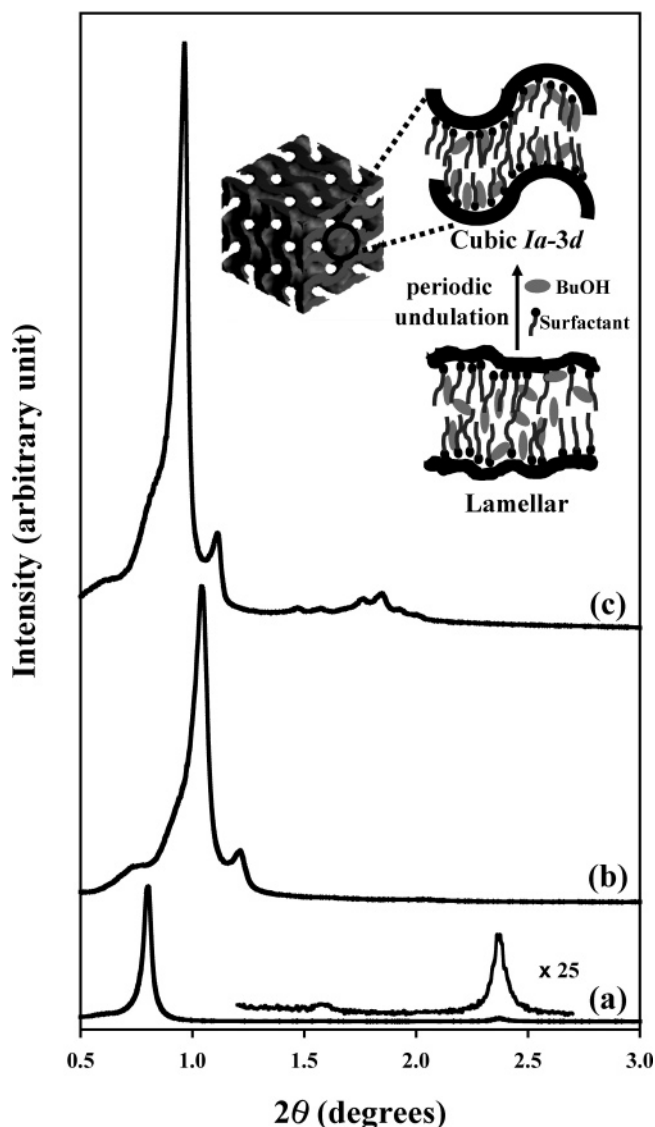 Cubic Ia-3d
periodic
undulation
BuOH
Surfactant
Lamellar
(c)
(b)
x 25
(a)
Intensity (arbitrary unit)
0.5 1.0 1.5 2.0 2.5 3.0
2θ (degrees)